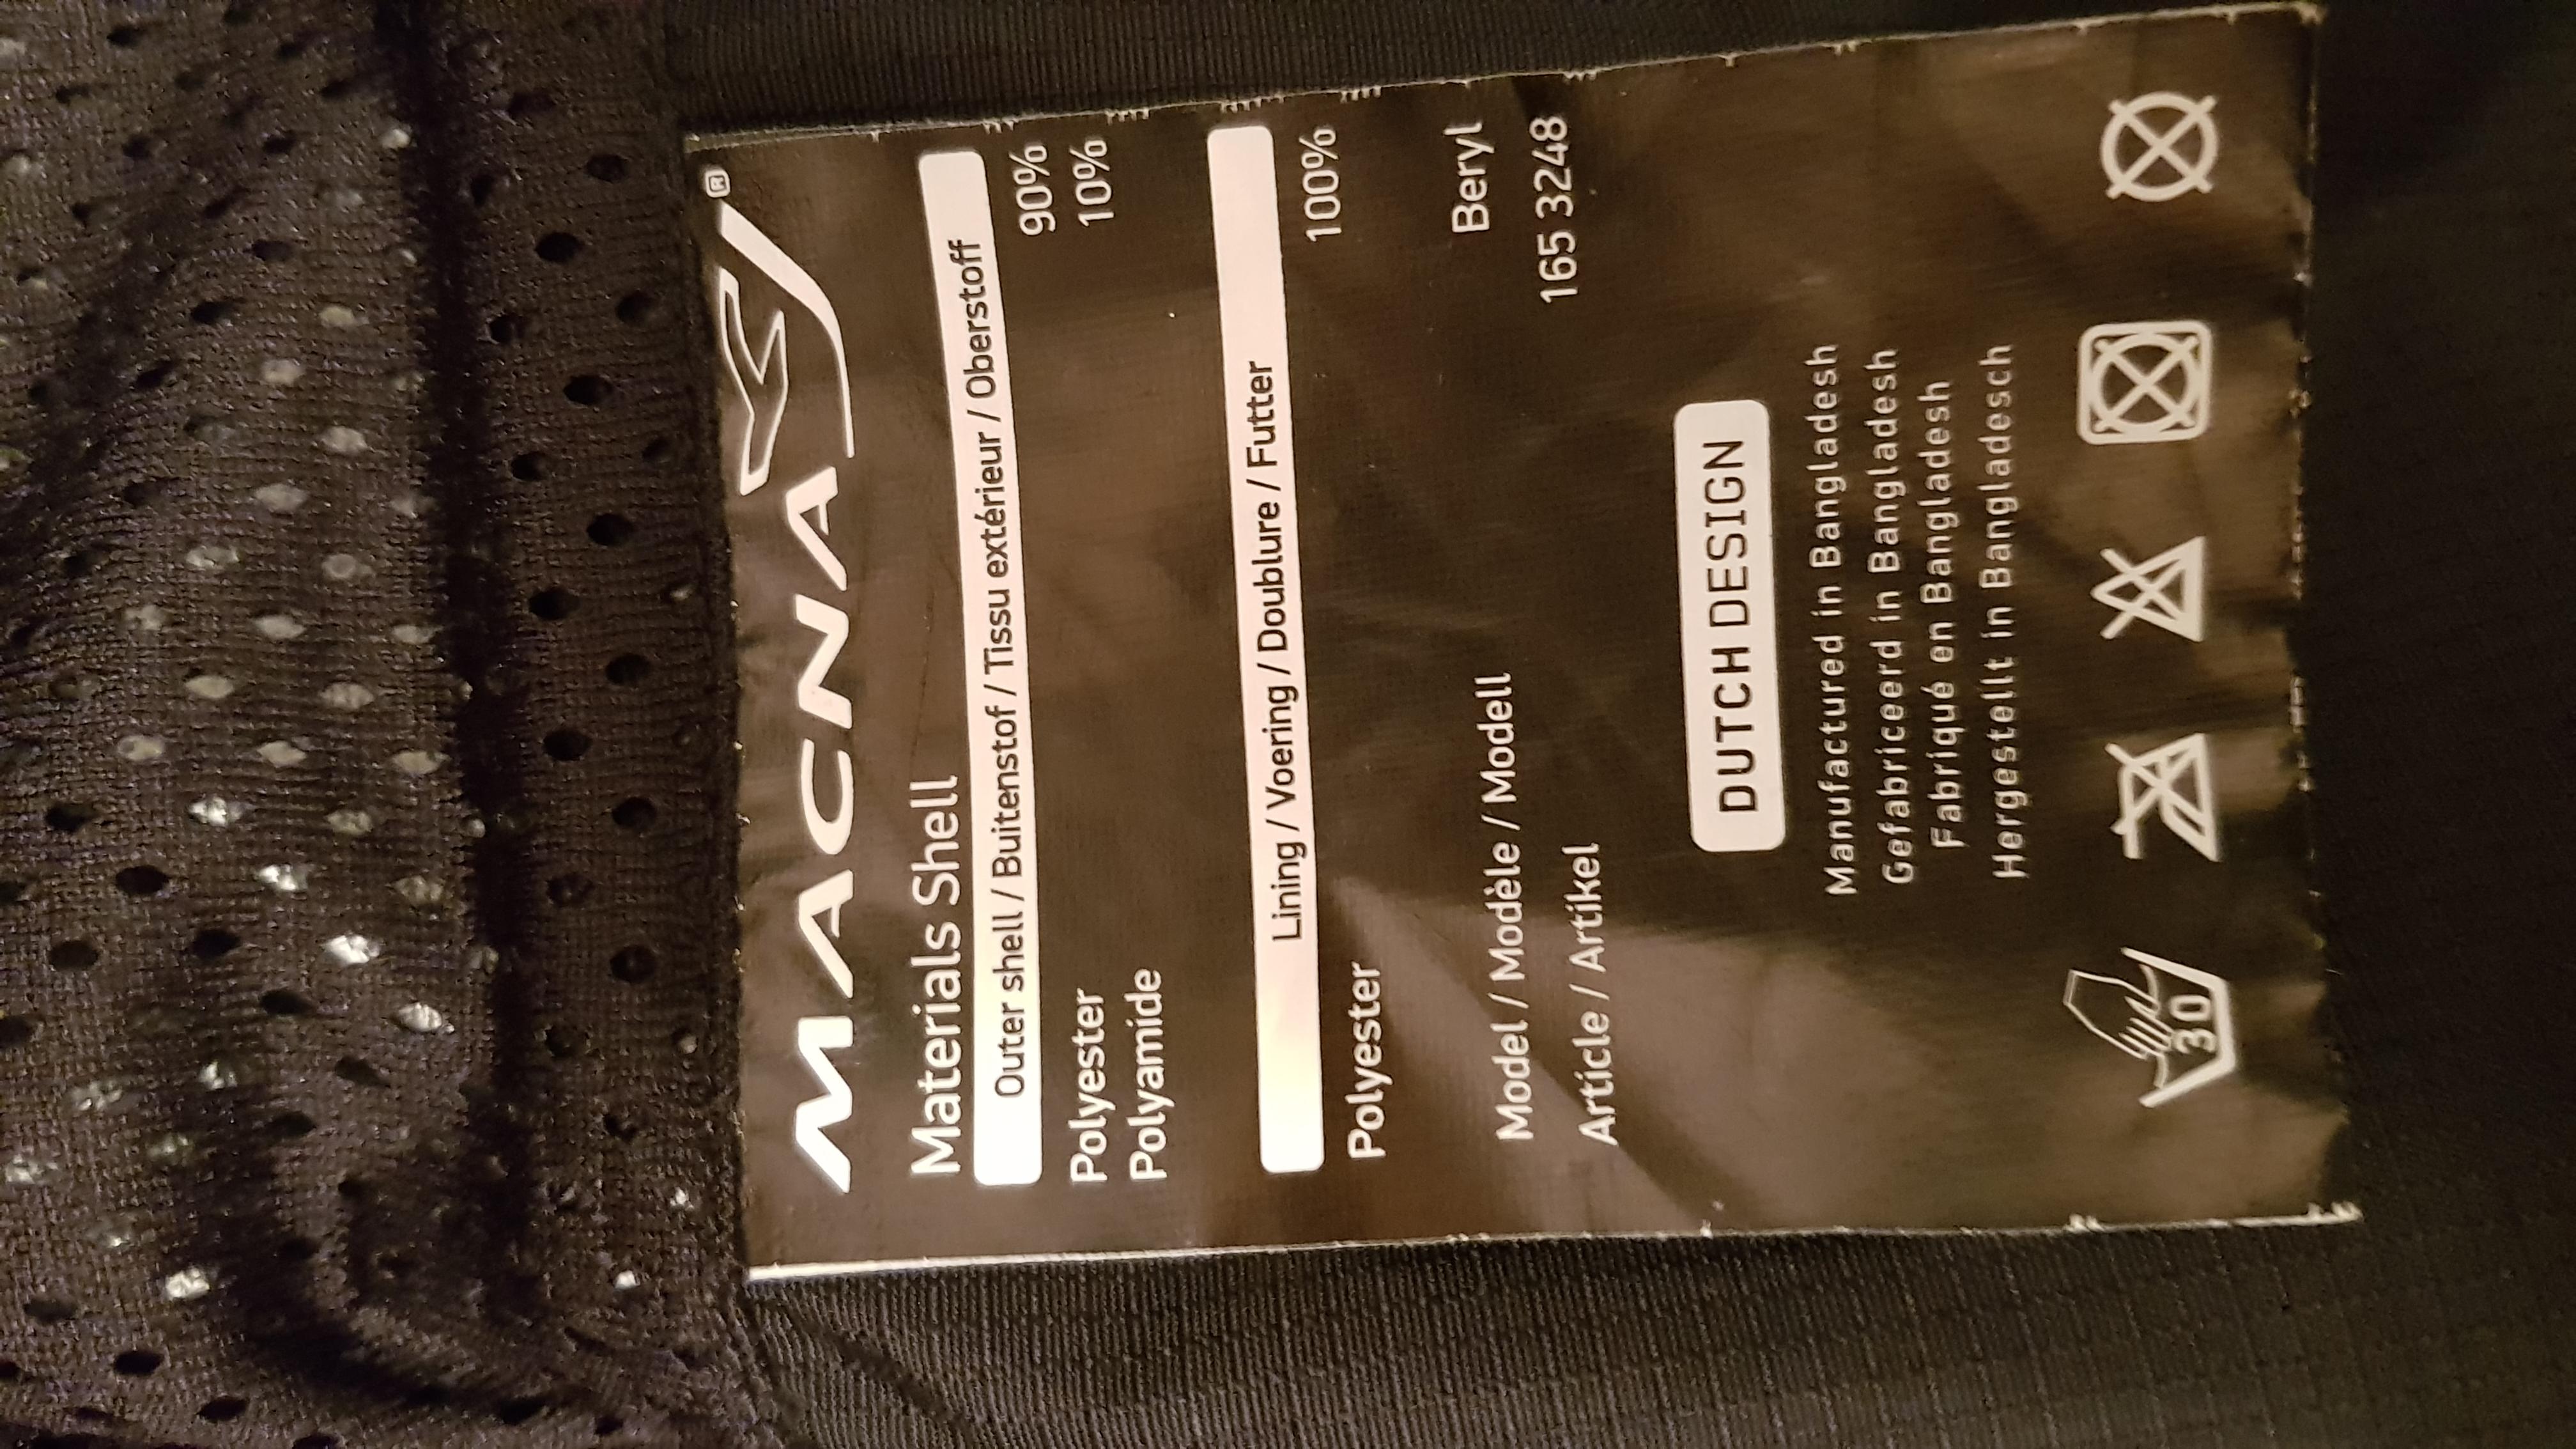 MACNA®
Materials Shell
Outer shell / Buitenstof / Tissu extérieur / Oberstoff
Polyester 90%
Polyamide 10%
Lining / Voering / Doublure / Futter
Polyester 100%
Model / Modèle / Modell Beryl
Article / Artikel 165 3248
DUTCH DESIGN
Manufactured in Bangladesh
Gefabriceerd in Bangladesh
Fabriqué en Bangladesh
Hergestellt in Bangladesch
30